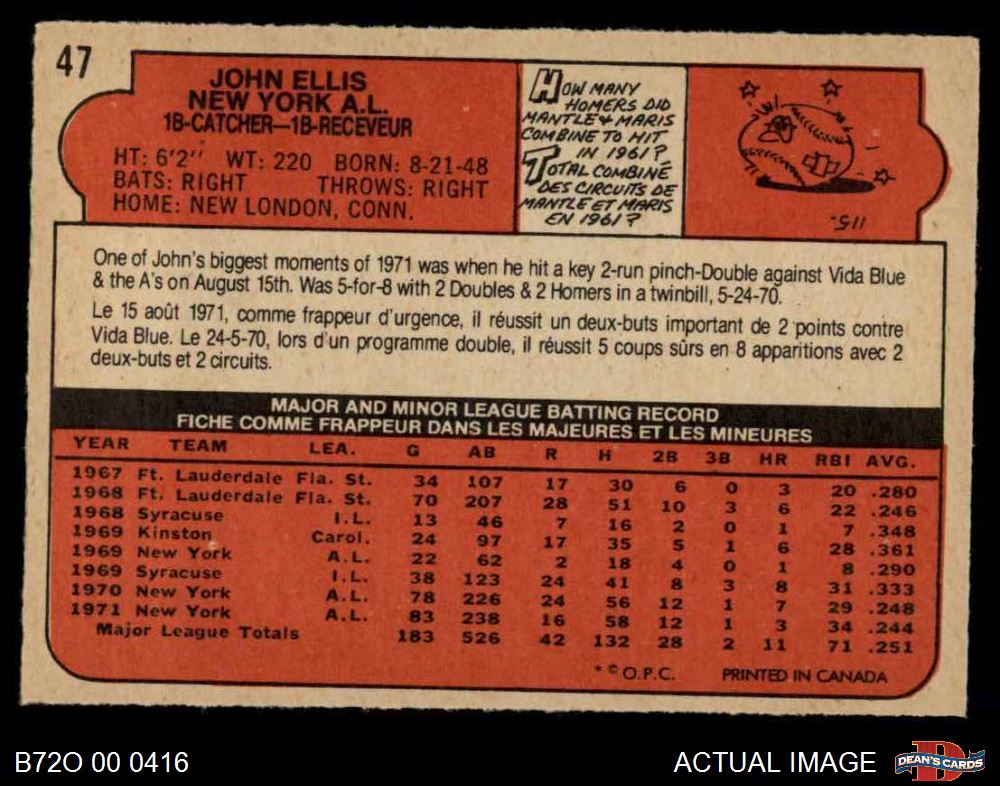 47
JOHN ELLIS
NEW YORK A.L.
1B-CATCHER—1B-RECEVEUR
HT: 6'2" WT: 220 BORN: 8-21-48
BATS: RIGHT THROWS: RIGHT
HOME: NEW LONDON, CONN.
HOW MANY
HOMERS DID
MANTLE & MARIS
COMBINE TO HIT
IN 1961?
TOTAL COMBINÉ
DES CIRCUITS DE
MANTLE ET MARIS
EN 1961?
115.
One of John's biggest moments of 1971 was when he hit a key 2-run pinch-Double against Vida Blue
& the A's on August 15th. Was 5-for-8 with 2 Doubles & 2 Homers in a twinbill, 5-24-70.
Le 15 août 1971, comme frappeur d'urgence, il réussit un deux-buts important de 2 points contre
Vida Blue. Le 24-5-70, lors d'un programme double, il réussit 5 coups sûrs en 8 apparitions avec 2
deux-buts et 2 circuits.
MAJOR AND MINOR LEAGUE BATTING RECORD
FICHE COMME FRAPPEUR DANS LES MAJEURES ET LES MINEURES
YEAR TEAM LEA. G AB R H 2B 3B HR RBI AVG.
1967 Ft. Lauderdale Fla. St. 34 107 17 30 6 0 3 20 .280
1968 Ft. Lauderdale Fla. St. 70 207 28 51 10 3 6 22 .246
1968 Syracuse I.L. 13 46 7 16 2 0 1 7 .348
1969 Kinston Carol. 24 97 17 35 5 1 6 28 .361
1969 New York A.L. 22 62 2 18 4 0 1 8 .290
1969 Syracuse I.L. 38 123 24 41 8 3 8 31 .333
1970 New York A.L. 78 226 24 56 12 1 7 29 .248
1971 New York A.L. 83 238 16 58 12 1 3 34 .244
Major League Totals 183 526 42 132 28 2 11 71 .251
* © O.P.C. PRINTED IN CANADA
B72O 00 0416
ACTUAL IMAGE
DEAN'S CARDS